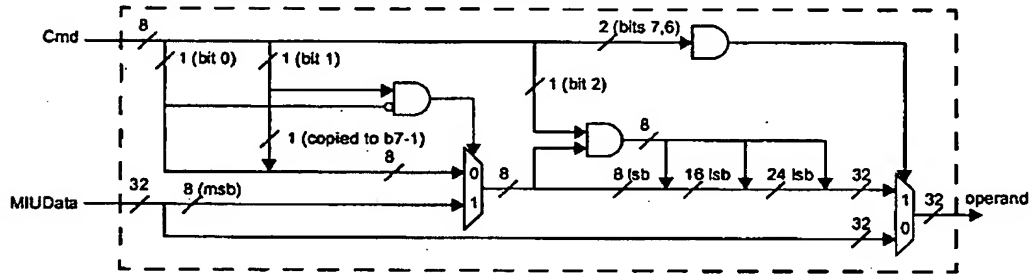 2 (bits 7,6)
Cmd
8
1 (bit 0)
1 (bit 1)
1 (bit 2)
8
1 (copied to b7-1)
8
0
8
8 lsb
16 lsb
24 lsb
32
1
32
operand
MIUData
32
8 (msb)
1
32
0